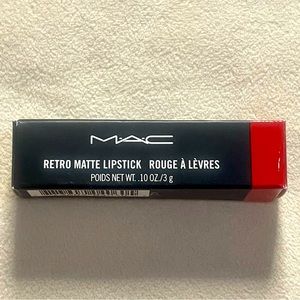 MAC
RETRO MATTE LIPSTICK ROUGE À LÈVRES
POIDS NET WT. .10 OZ./3 g